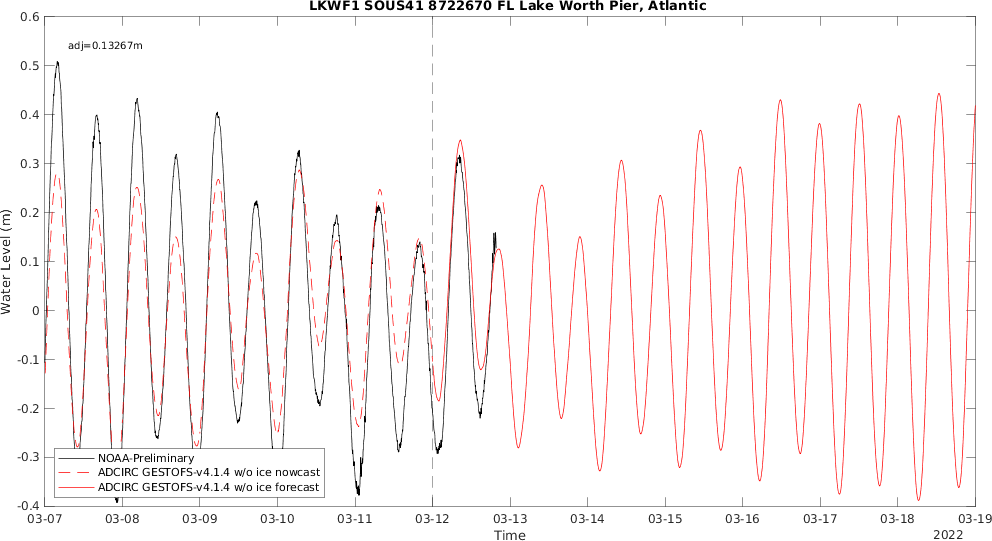 LKWF1 SOUS41 8722670 FL Lake Worth Pier, Atlantic
adj=0.13267m
0.6
0.5
0.4
0.3
0.2
0.1
0
-0.1
-0.2
-0.3
-0.4
Water Level (m)
NOAA-Preliminary
ADCIRC GESTOFS-v4.1.4 w/o ice nowcast
ADCIRC GESTOFS-v4.1.4 w/o ice forecast
03-07 03-08 03-09 03-10 03-11 03-12 03-13 03-14 03-15 03-16 03-17 03-18 03-19
Time
2022